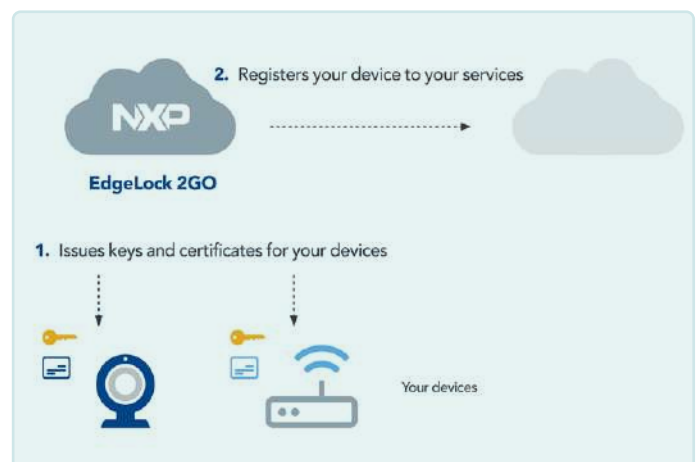 2. Registers your device to your services
NXP
EdgeLock 2GO
1. Issues keys and certificates for your devices
Your devices